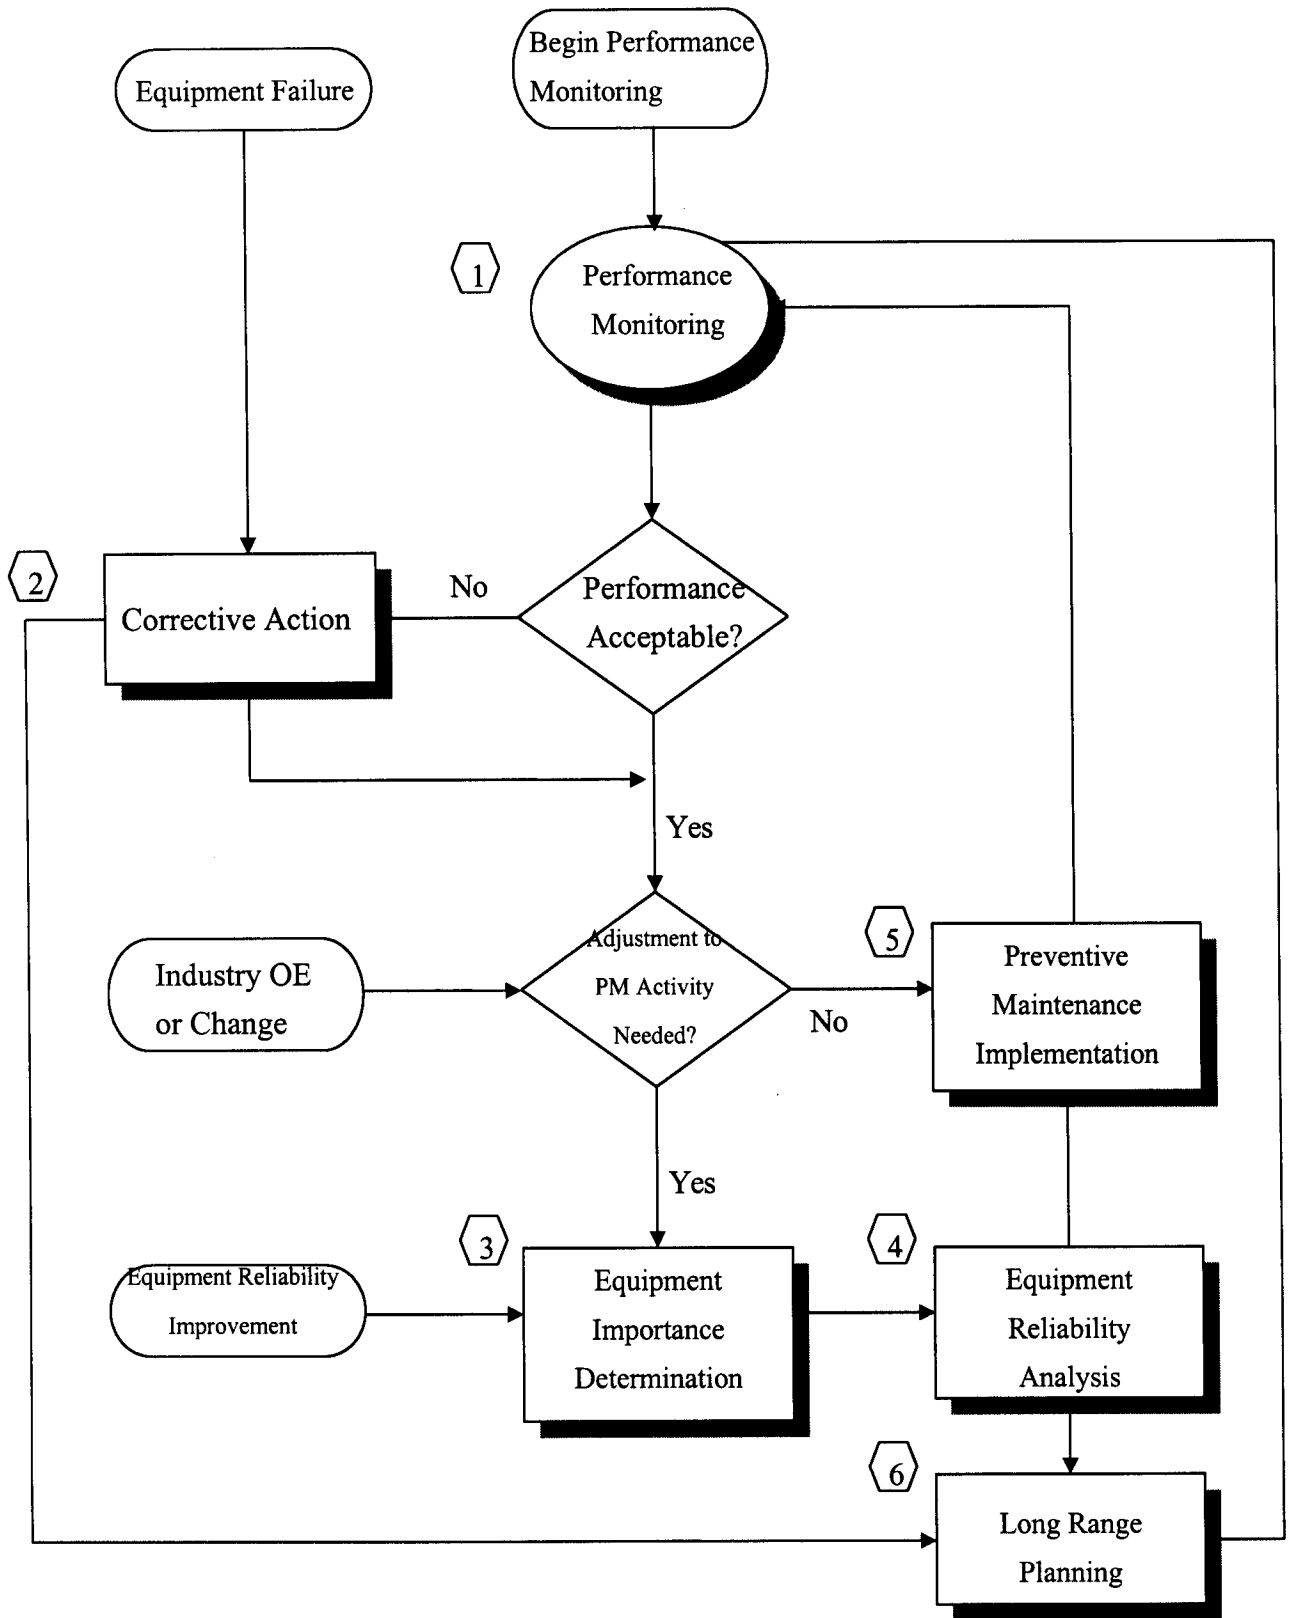 Begin Performance
Monitoring
Equipment Failure
1
Performance
Monitoring
2
Corrective Action
No
Performance
Acceptable?
Yes
Industry OE
or Change
Adjustment to
PM Activity
Needed?
No
5
Preventive
Maintenance
Implementation
Yes
Equipment Reliability
Improvement
3
Equipment
Importance
Determination
4
Equipment
Reliability
Analysis
6
Long Range
Planning